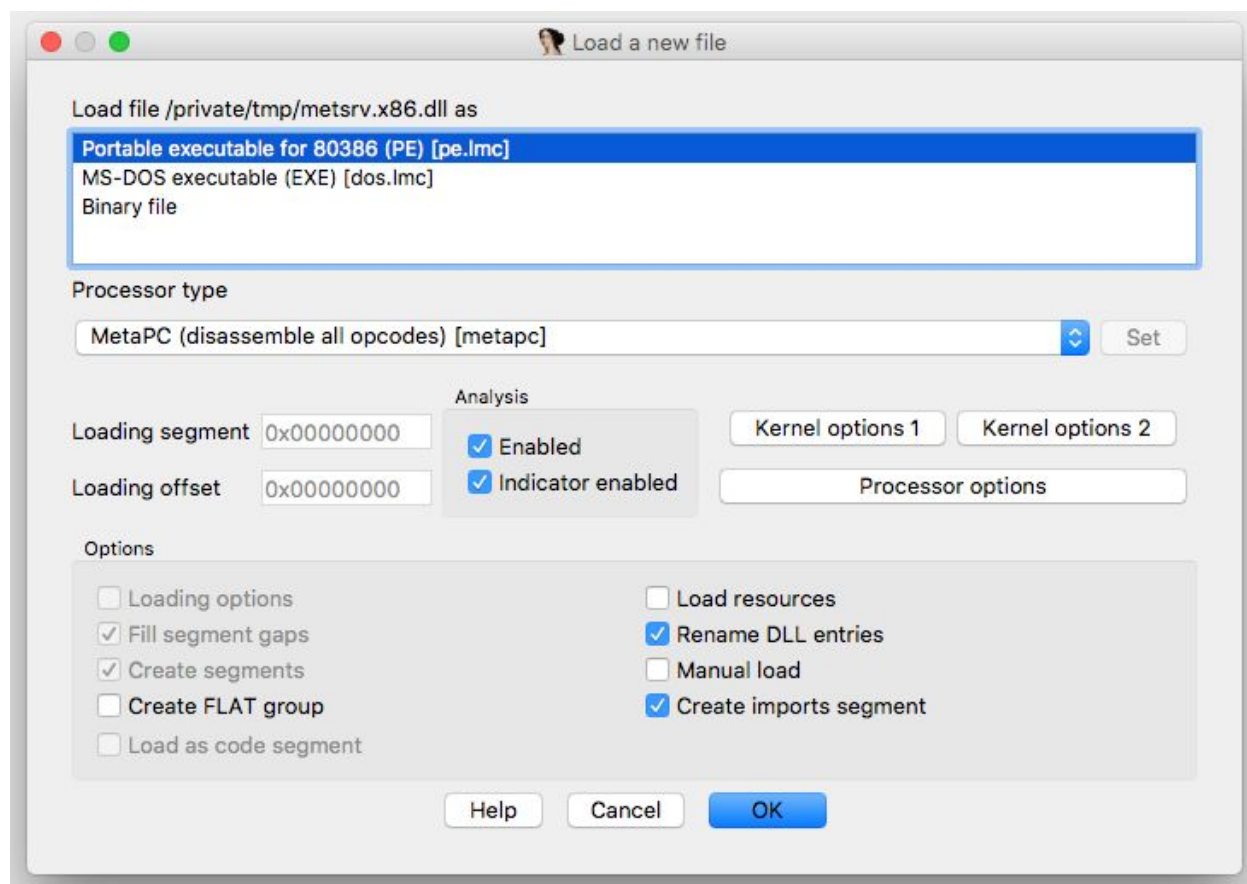 Load a new file
Load file /private/tmp/metsrv.x86.dll as
Portable executable for 80386 (PE) [pe.lmc]
MS-DOS executable (EXE) [dos.lmc]
Binary file
Processor type
MetaPC (disassemble all opcodes) [metapc]
Set
Analysis
Loading segment 0x00000000
Enabled
Kernel options 1
Kernel options 2
Loading offset 0x00000000
Indicator enabled
Processor options
Options
Loading options
Load resources
Fill segment gaps
Rename DLL entries
Create segments
Manual load
Create FLAT group
Create imports segment
Load as code segment
Help
Cancel
OK